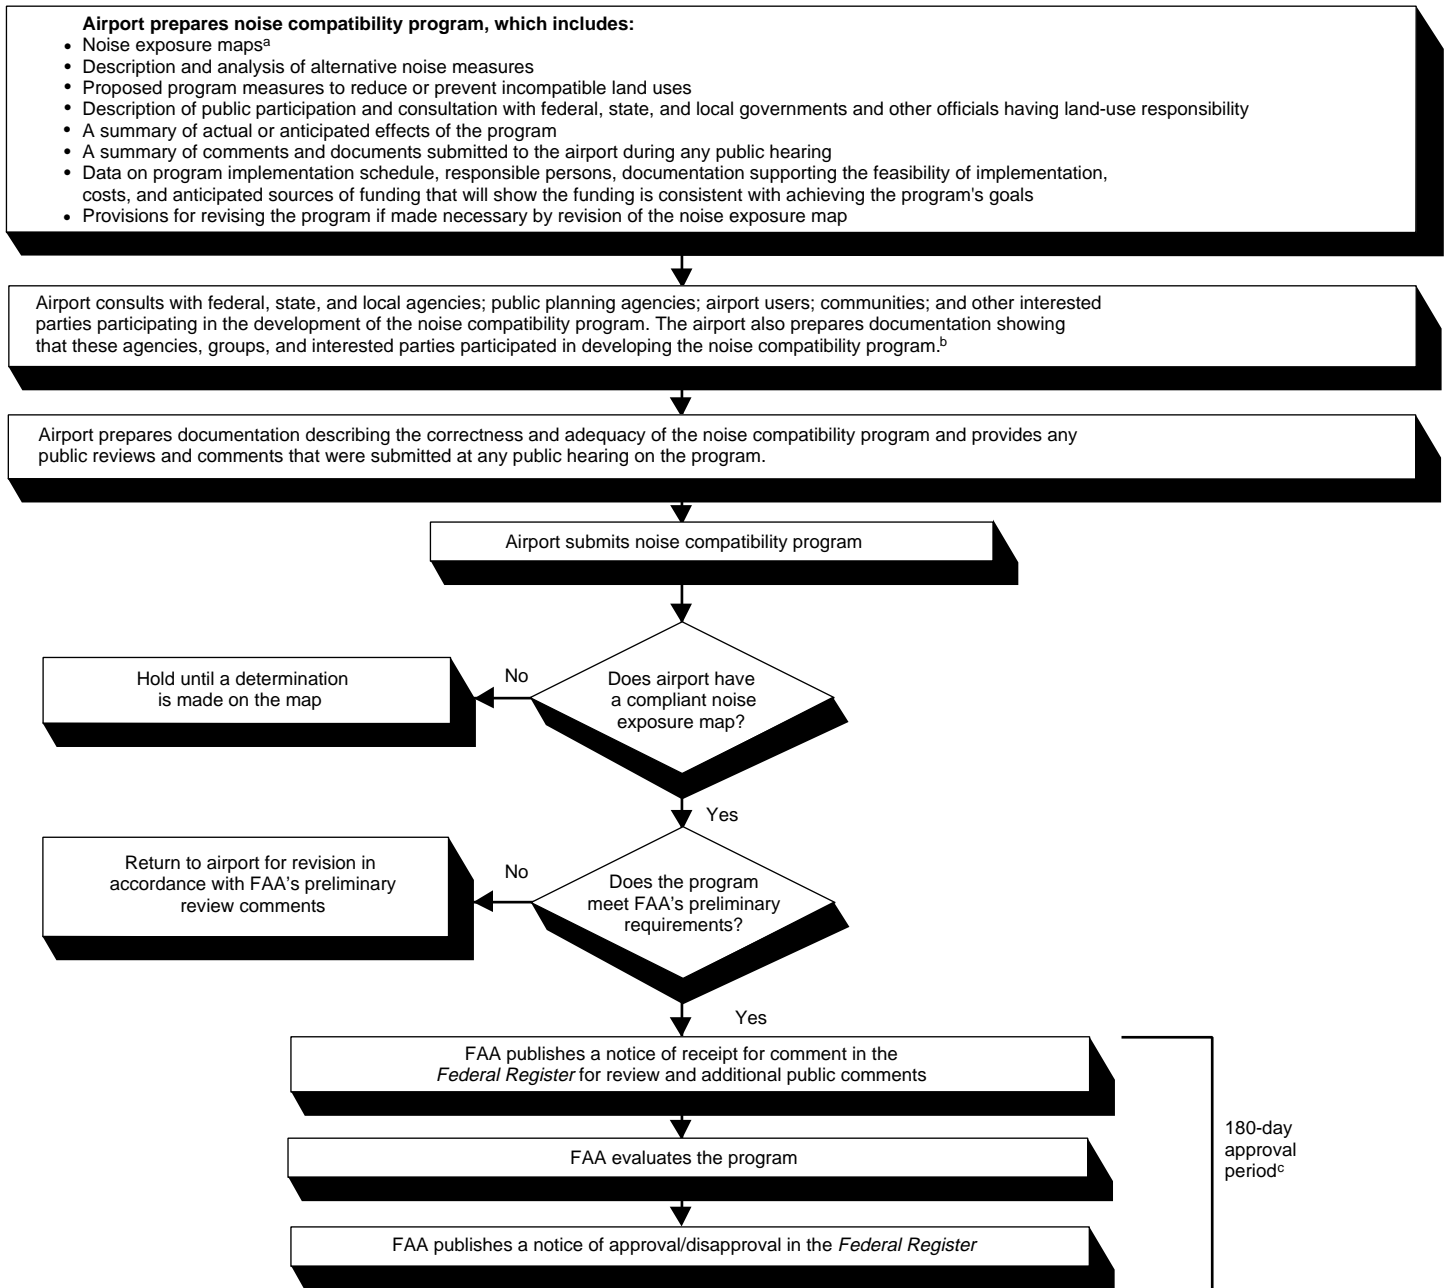 Airport prepares noise compatibility program, which includes:
• Noise exposure mapsᵃ
• Description and analysis of alternative noise measures
• Proposed program measures to reduce or prevent incompatible land uses
• Description of public participation and consultation with federal, state, and local governments and other officials having land-use responsibility
• A summary of actual or anticipated effects of the program
• A summary of comments and documents submitted to the airport during any public hearing
• Data on program implementation schedule, responsible persons, documentation supporting the feasibility of implementation,
costs, and anticipated sources of funding that will show the funding is consistent with achieving the program's goals
• Provisions for revising the program if made necessary by revision of the noise exposure map
Airport consults with federal, state, and local agencies; public planning agencies; airport users; communities; and other interested
parties participating in the development of the noise compatibility program. The airport also prepares documentation showing
that these agencies, groups, and interested parties participated in developing the noise compatibility program.ᵇ
Airport prepares documentation describing the correctness and adequacy of the noise compatibility program and provides any
public reviews and comments that were submitted at any public hearing on the program.
Airport submits noise compatibility program
Does airport have
a compliant noise
exposure map?
No
Hold until a determination
is made on the map
Yes
Does the program
meet FAA's preliminary
requirements?
No
Return to airport for revision in
accordance with FAA's preliminary
review comments
Yes
FAA publishes a notice of receipt for comment in the
Federal Register for review and additional public comments
FAA evaluates the program
FAA publishes a notice of approval/disapproval in the Federal Register
180-day
approval
periodᶜ